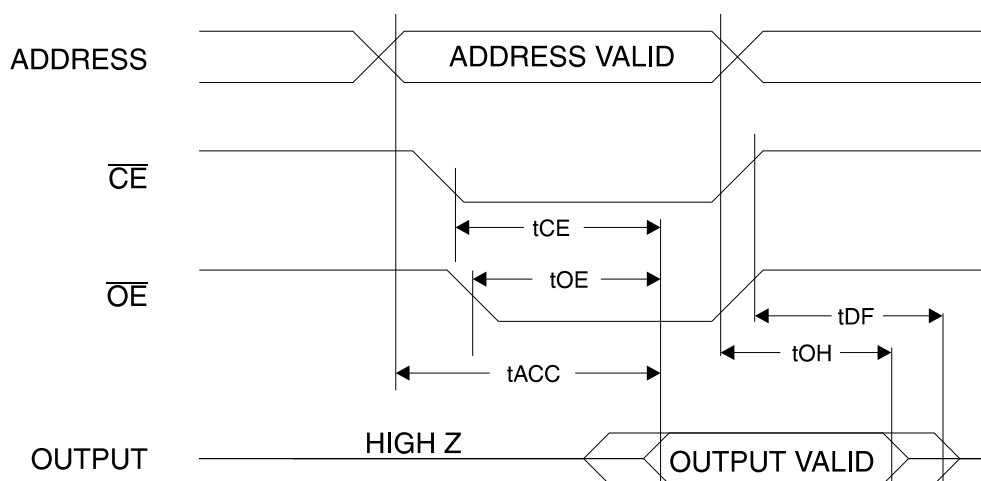 ADDRESS
ADDRESS VALID
CE
tCE
OE
tOE
tDF
tOH
tACC
HIGH Z
OUTPUT
OUTPUT VALID